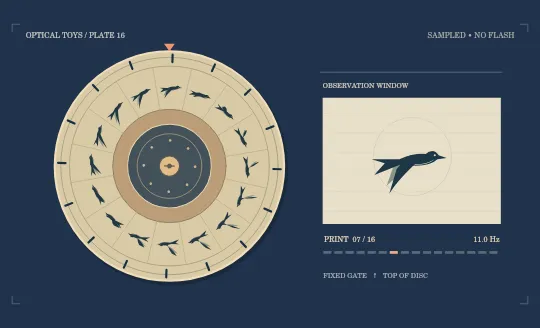 OPTICAL TOYS / PLATE 16
SAMPLED • NO FLASH
OBSERVATION WINDOW
PRINT 07 / 16
11.0 Hz
FIXED GATE ↑ TOP OF DISC